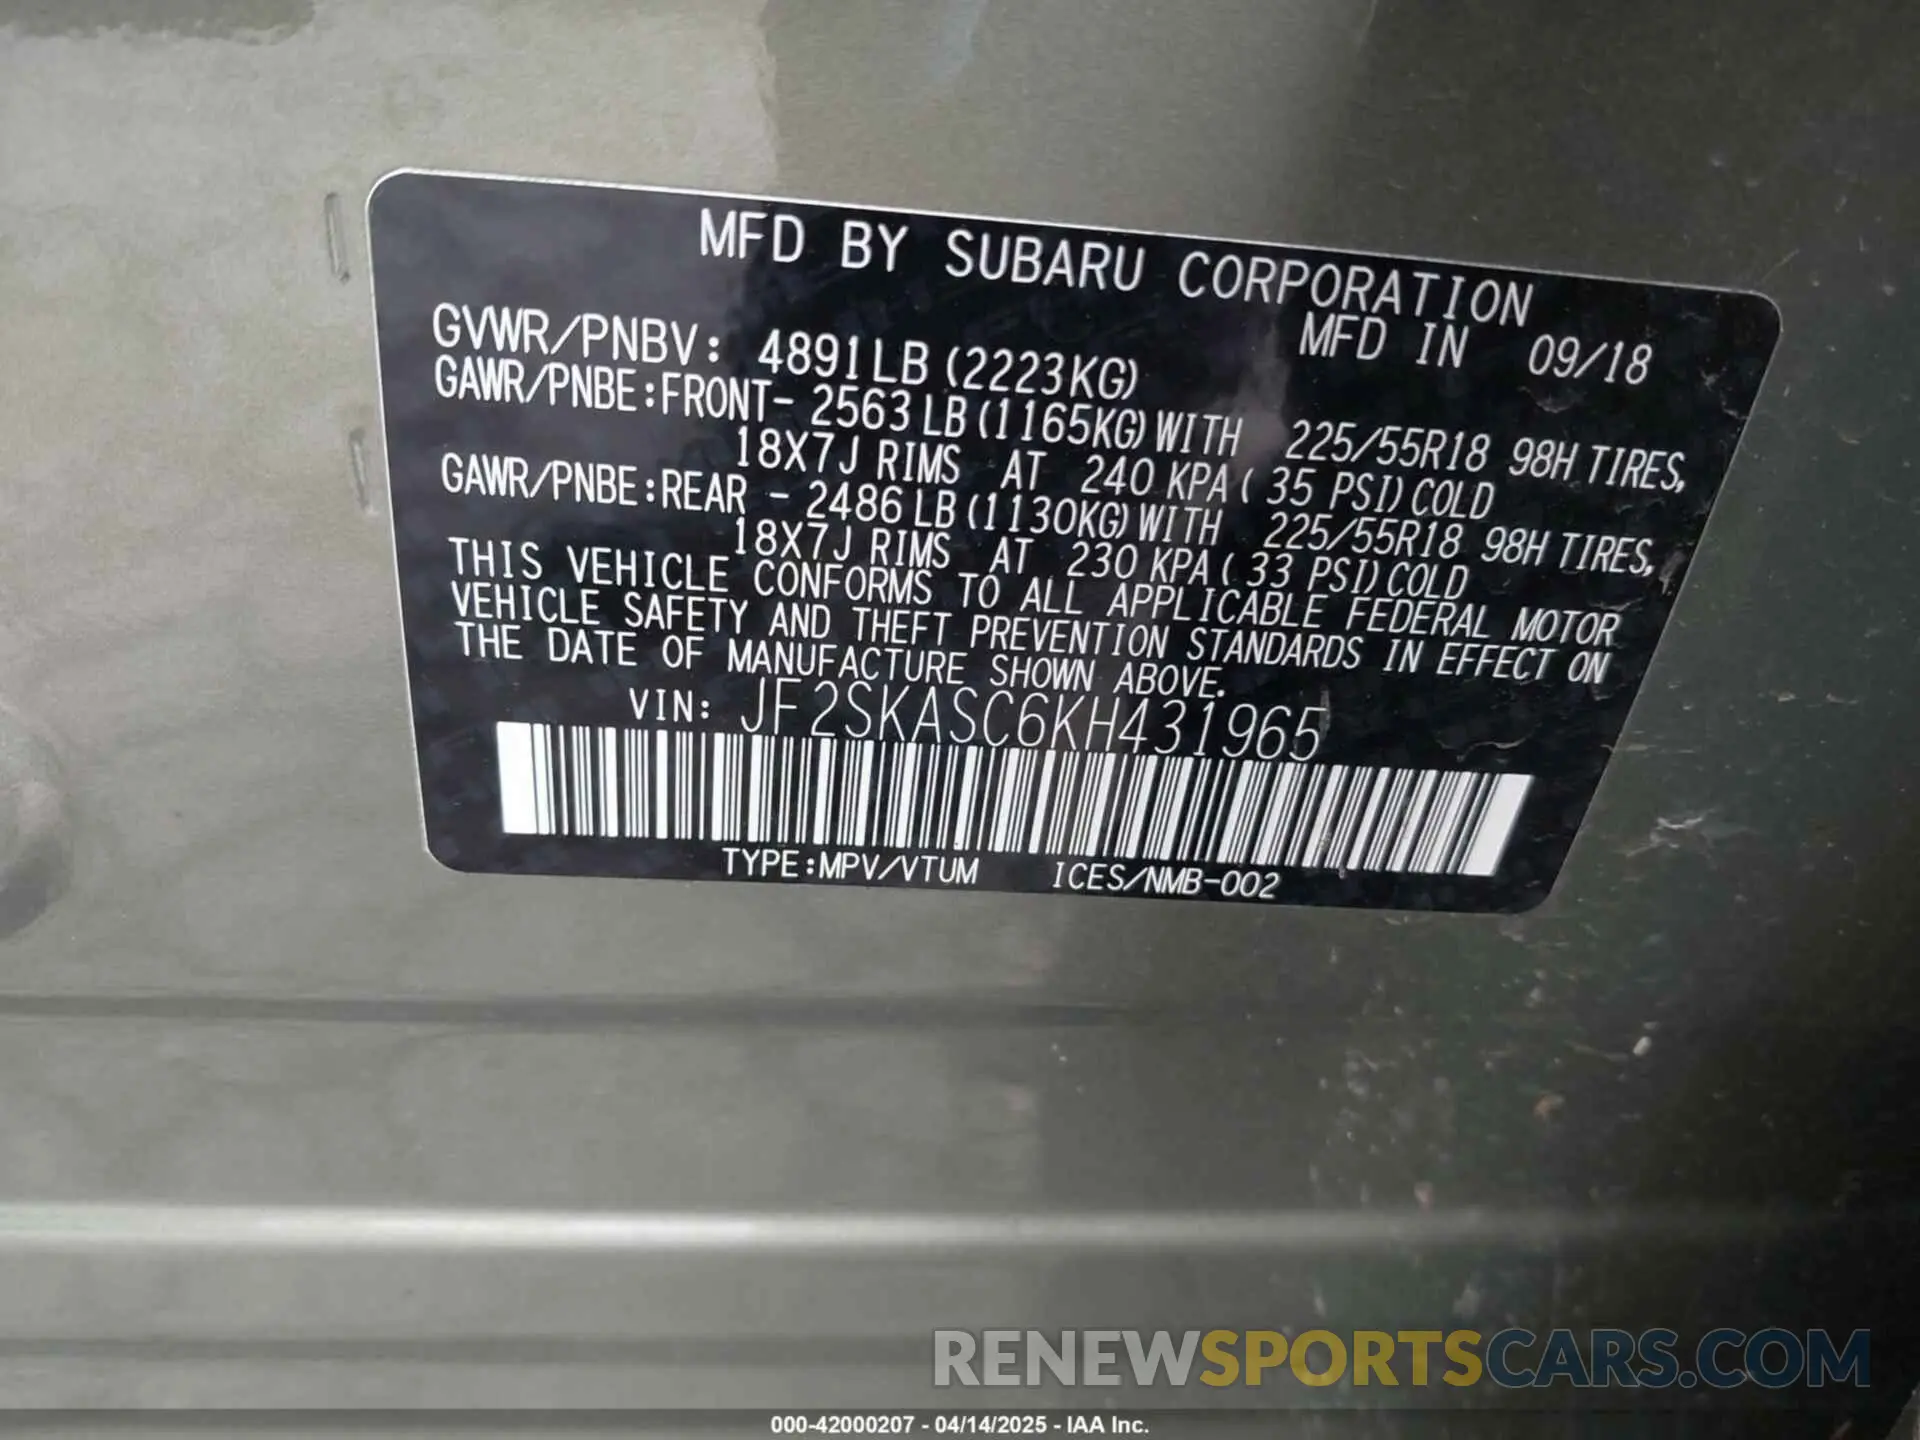 MFD BY SUBARU CORPORATION
GVWR/PNBV: 4891LB (2223KG) MFD IN 09/18
GAWR/PNBE:FRONT- 2563LB(1165KG)WITH 225/55R18 98H TIRES,
18X7J RIMS AT 240 KPA( 35 PSI)COLD
GAWR/PNBE:REAR - 2486LB(1130KG)WITH 225/55R18 98H TIRES,
18X7J RIMS AT 230 KPA( 33 PSI)COLD
THIS VEHICLE CONFORMS TO ALL APPLICABLE FEDERAL MOTOR
VEHICLE SAFETY AND THEFT PREVENTION STANDARDS IN EFFECT ON
THE DATE OF MANUFACTURE SHOWN ABOVE.
VIN: JF2SKASC6KH431965
TYPE:MPV/VTUM ICES/NMB-002
RENEWSPORTSCARS.COM
000-42000207 - 04/14/2025 - IAA Inc.